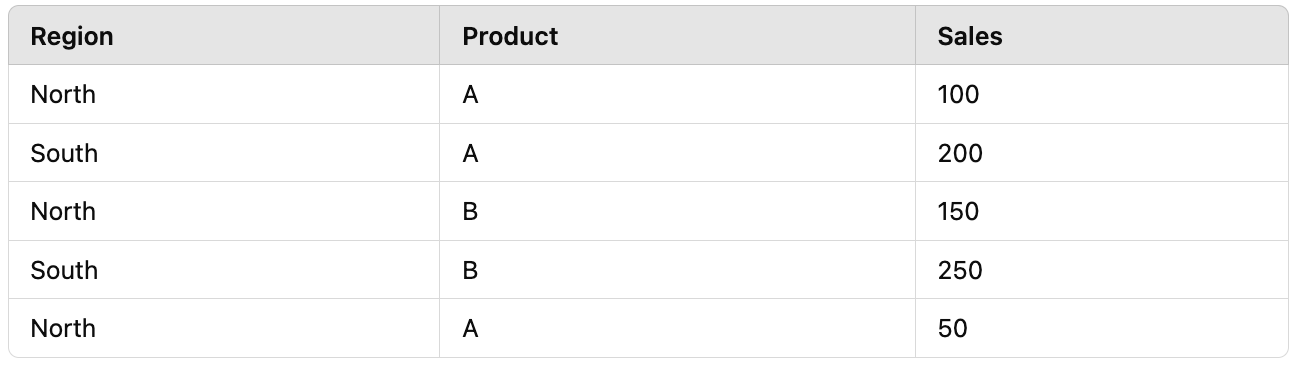 Region Product Sales
North A 100
South A 200
North B 150
South B 250
North A 50